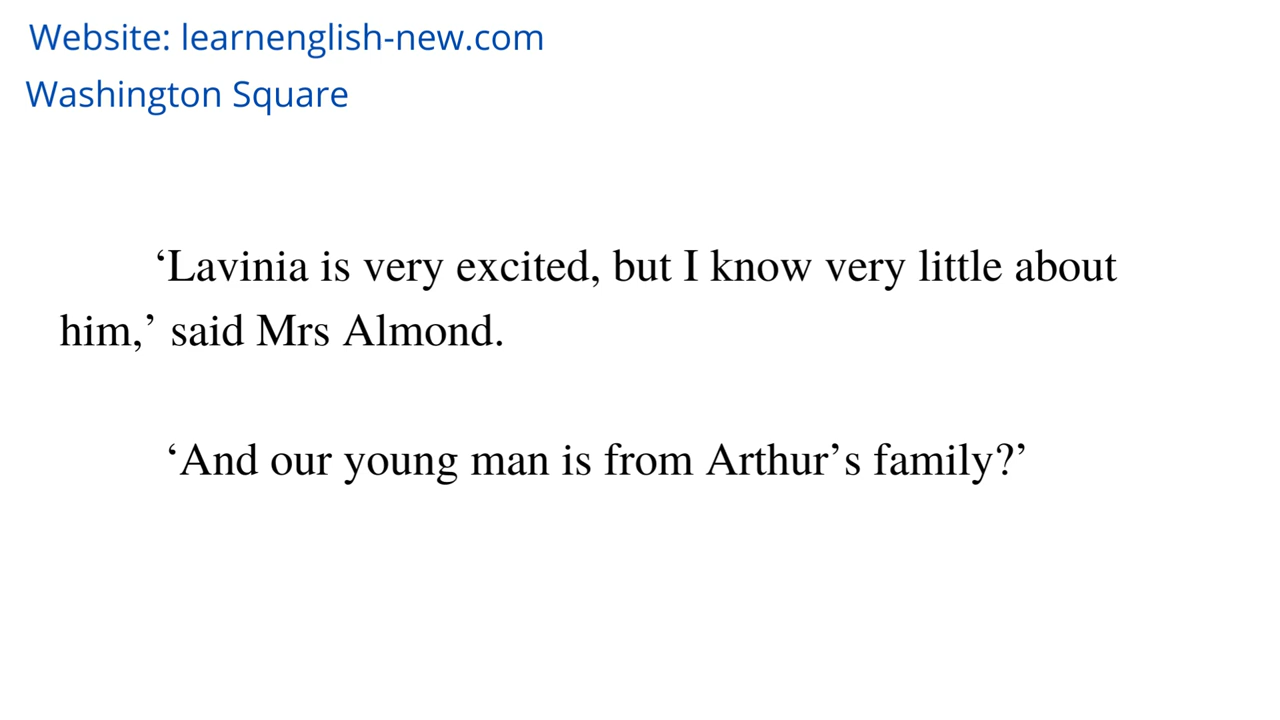 Website: learnenglish-new.com
Washington Square
‘Lavinia is very excited, but I know very little about
him,’ said Mrs Almond.
‘And our young man is from Arthur’s family?’